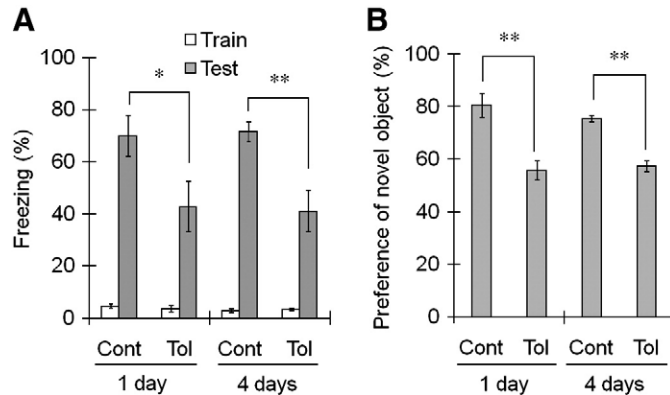 A
Train
Test
Freezing (%)
100
80
60
40
20
0
*
**
Cont Tol Cont Tol
1 day 4 days
B
Preference of novel object (%)
100
80
60
40
20
0
**
**
Cont Tol Cont Tol
1 day 4 days